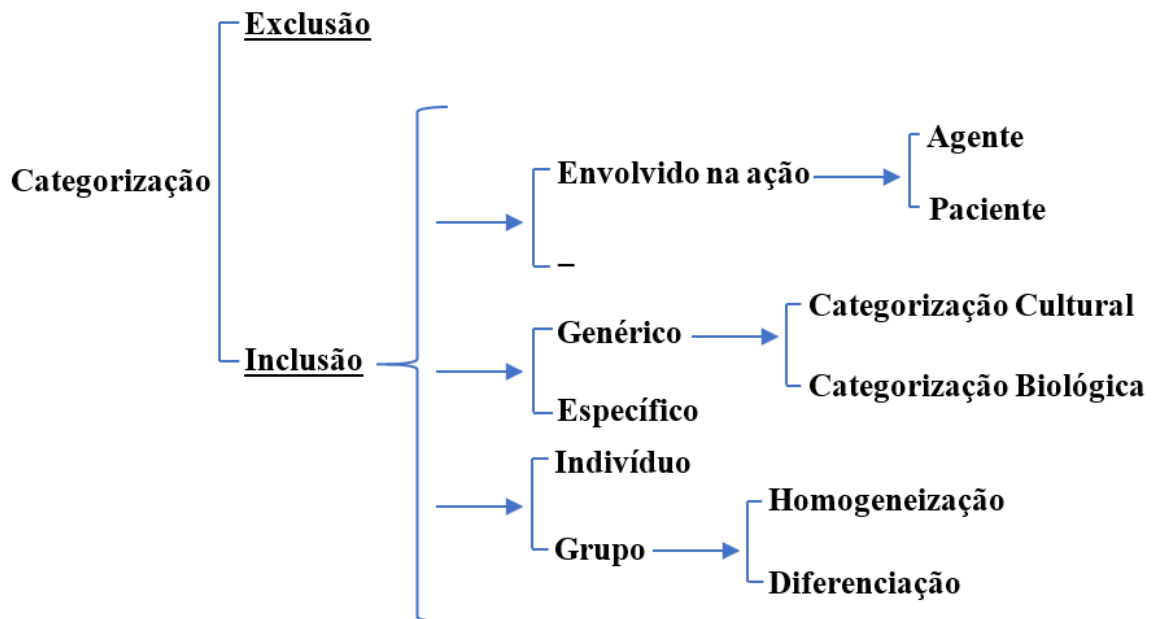 Exclusão
Agente
Envolvido na ação
Categorização
Paciente
–
Categorização Cultural
Genérico
Inclusão
Categorização Biológica
Específico
Indivíduo
Homogeneização
Grupo
Diferenciação